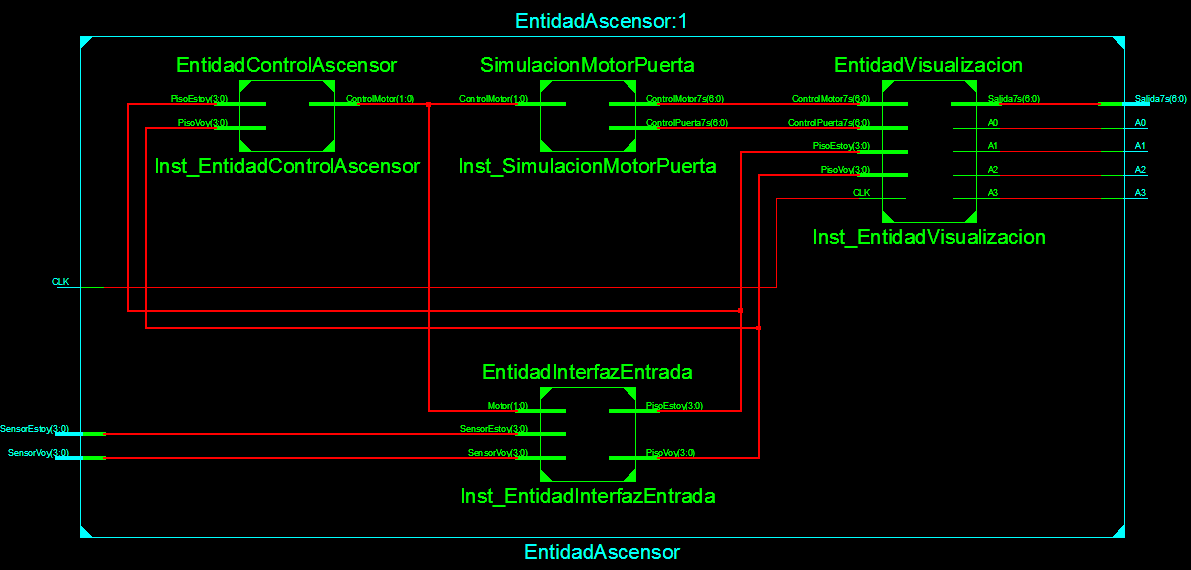 EntidadAscensor:1
EntidadControlAscensor
SimulacionMotorPuerta
EntidadVisualizacion
PisoEstoy(3:0)
ControlMotor(1:0)
ControlMotor(1:0)
ControlMotor7s(6:0)
ControlMotor7s(6:0)
Salida7s(6:0)
Salida7s(6:0)
PisoVoy(3:0)
ControlPuerta7s(6:0)
ControlPuerta7s(6:0)
A0
A0
PisoEstoy(3:0)
A1
A1
Inst_EntidadControlAscensor
Inst_SimulacionMotorPuerta
PisoVoy(3:0)
A2
A2
CLK
A3
A3
Inst_EntidadVisualizacion
CLK
EntidadInterfazEntrada
Motor(1:0)
PisoEstoy(3:0)
SensorEstoy(3:0)
SensorEstoy(3:0)
SensorVoy(3:0)
SensorVoy(3:0)
PisoVoy(3:0)
Inst_EntidadInterfazEntrada
EntidadAscensor